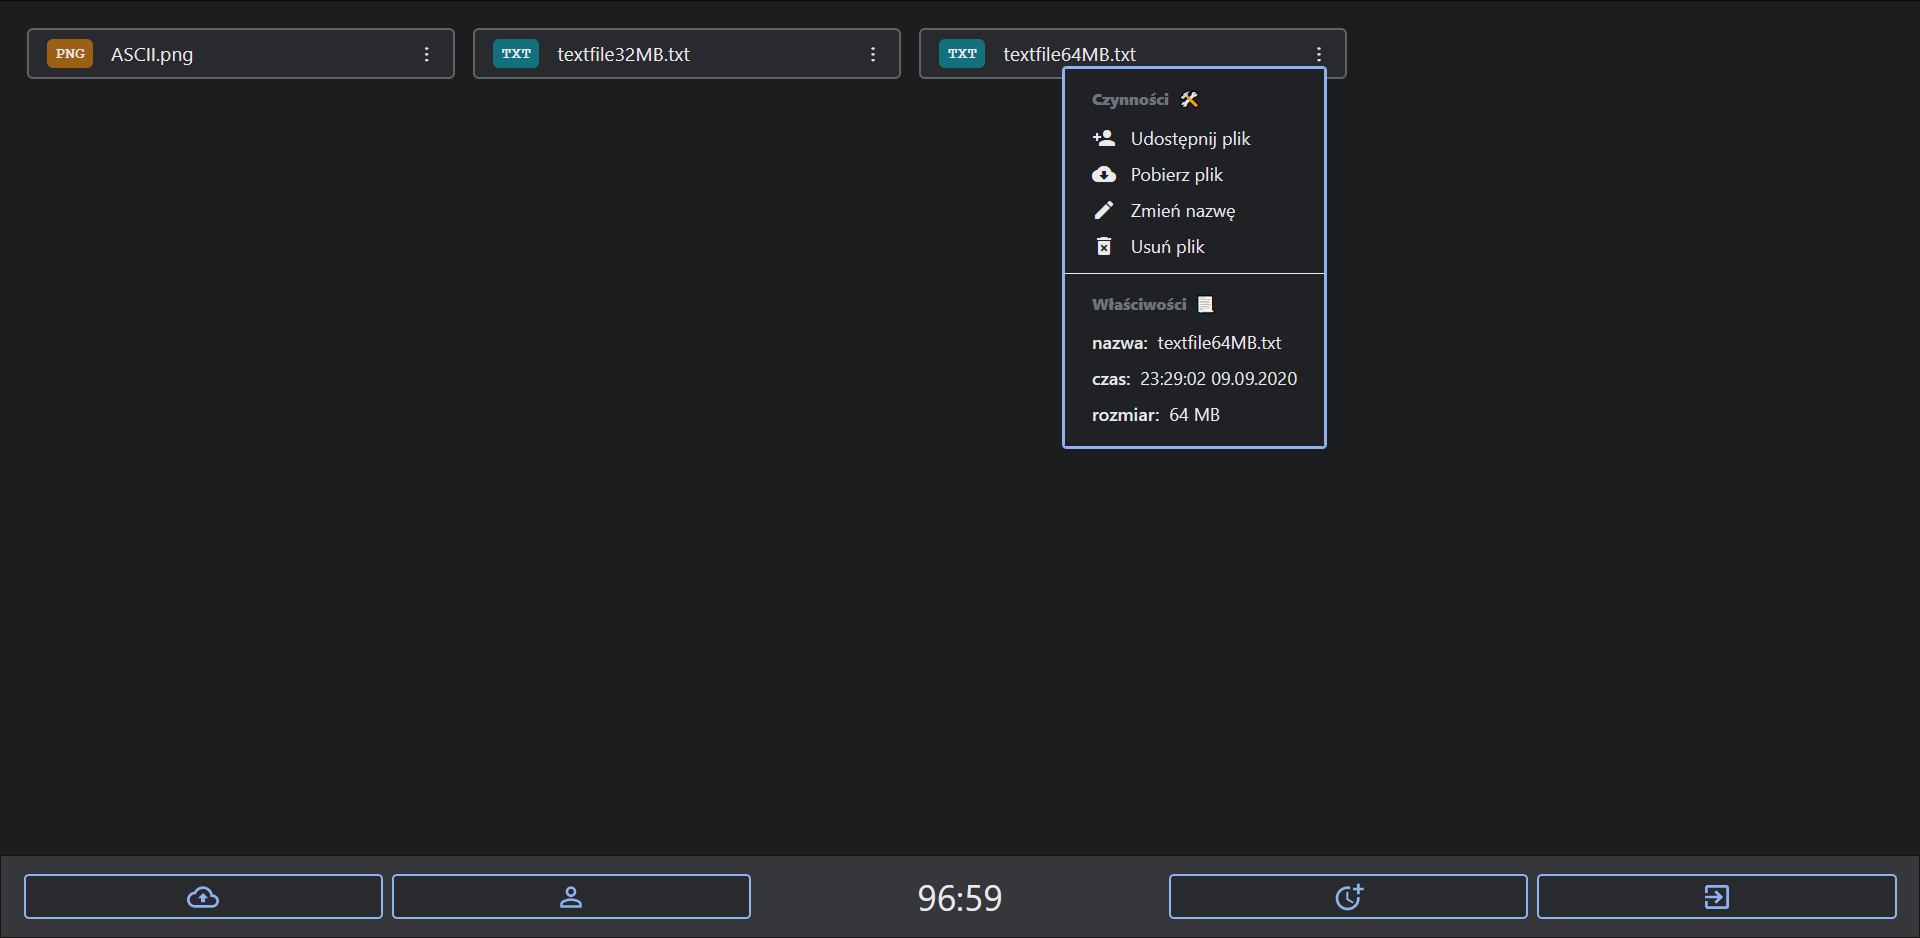 PNG ASCII.png
TXT textfile32MB.txt
TXT textfile64MB.txt
Czynności
Udostępnij plik
Pobierz plik
Zmień nazwę
Usuń plik
Właściwości
nazwa: textfile64MB.txt
czas: 23:29:02 09.09.2020
rozmiar: 64 MB
96:59